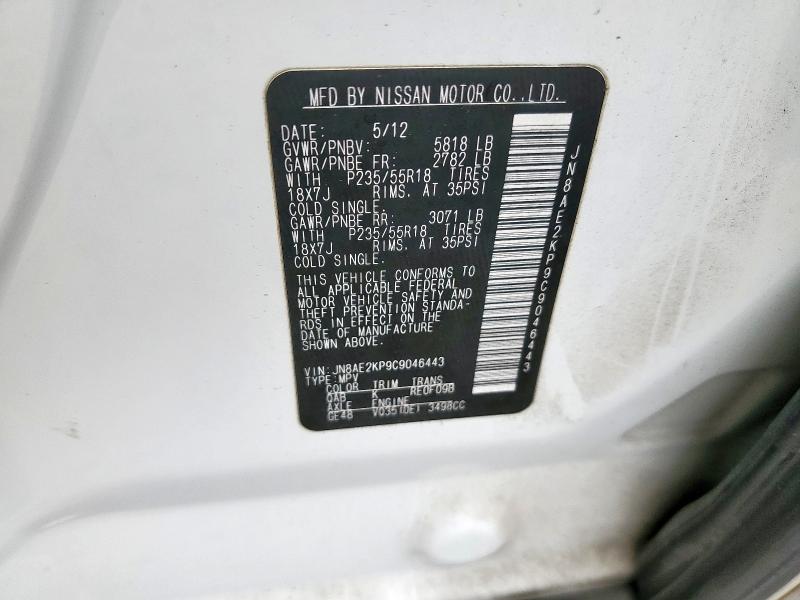 MFD BY NISSAN MOTOR CO.,LTD.
DATE: 5/12
GVWR/PNBV: 5818 LB
GAWR/PNBE FR: 2782 LB
WITH P235/55R18 TIRES
18X7J RIMS. AT 35PSI
COLD SINGLE.
GAWR/PNBE RR: 3071 LB
WITH P235/55R18 TIRES
18X7J RIMS. AT 35PSI
COLD SINGLE.
THIS VEHICLE CONFORMS TO
ALL APPLICABLE FEDERAL
MOTOR VEHICLE SAFETY AND
THEFT PREVENTION STANDA-
RDS IN EFFECT ON THE
DATE OF MANUFACTURE
SHOWN ABOVE.
VIN: JN8AE2KP9C9046443
TYPE: MPV
COLOR TRIM TRANS
QAB K RE0F09B
AXLE ENGINE
GE48 VQ35(DE) 3498CC
JN8AE2KP9C9046443